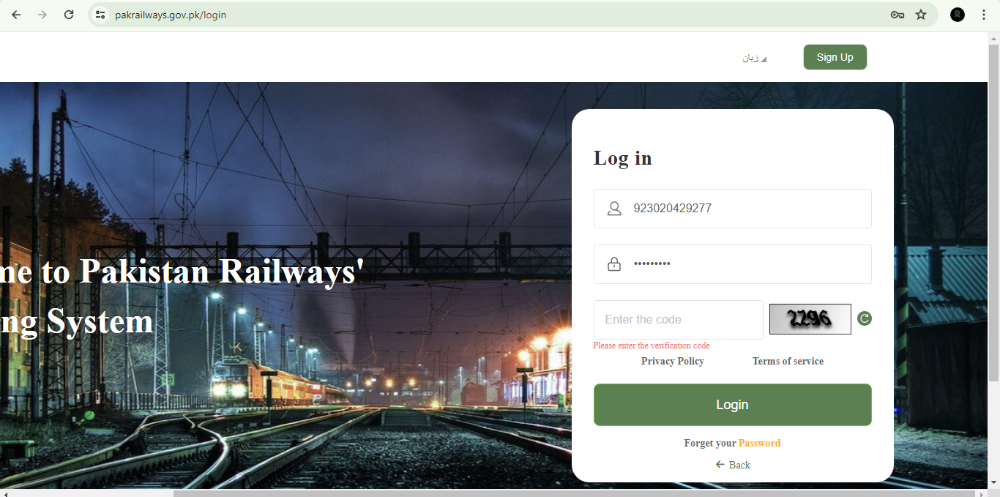 pakrailways.gov.pk/login
زبان
Sign Up
Log in
923020429277
me to Pakistan Railways'
ng System
Enter the code
2296
Please enter the verification code
Privacy Policy Terms of service
Login
Forget your Password
Back